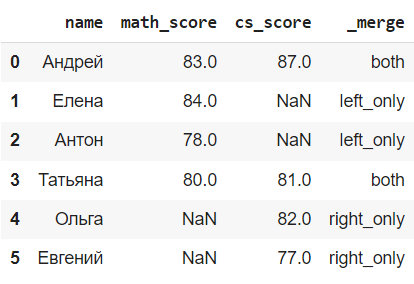 name math_score cs_score _merge
0 Андрей 83.0 87.0 both
1 Елена 84.0 NaN left_only
2 Антон 78.0 NaN left_only
3 Татьяна 80.0 81.0 both
4 Ольга NaN 82.0 right_only
5 Евгений NaN 77.0 right_only